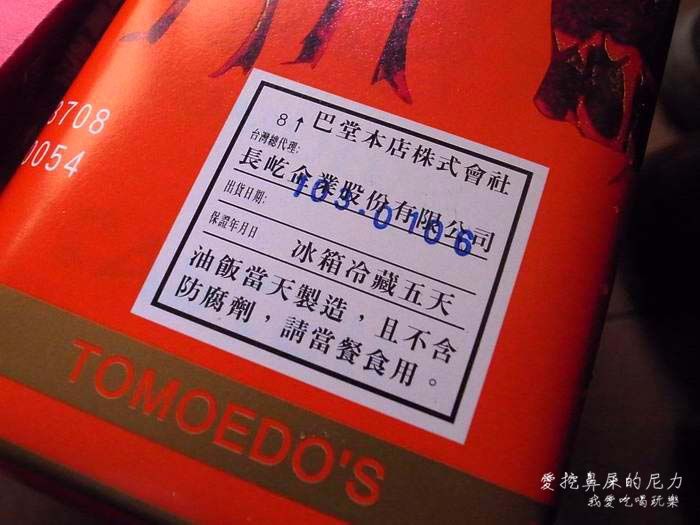 8708
0054
8↑巴堂本店株式會社
台灣總代理:
長屹企業股份有限公司
出貨日期:
103.0106
保證年月日 冰箱冷藏五天
油飯當天製造，且不含
防腐劑，請當餐食用。
TOMOEDO'S
愛挖鼻屎的尼力
我愛吃喝玩樂